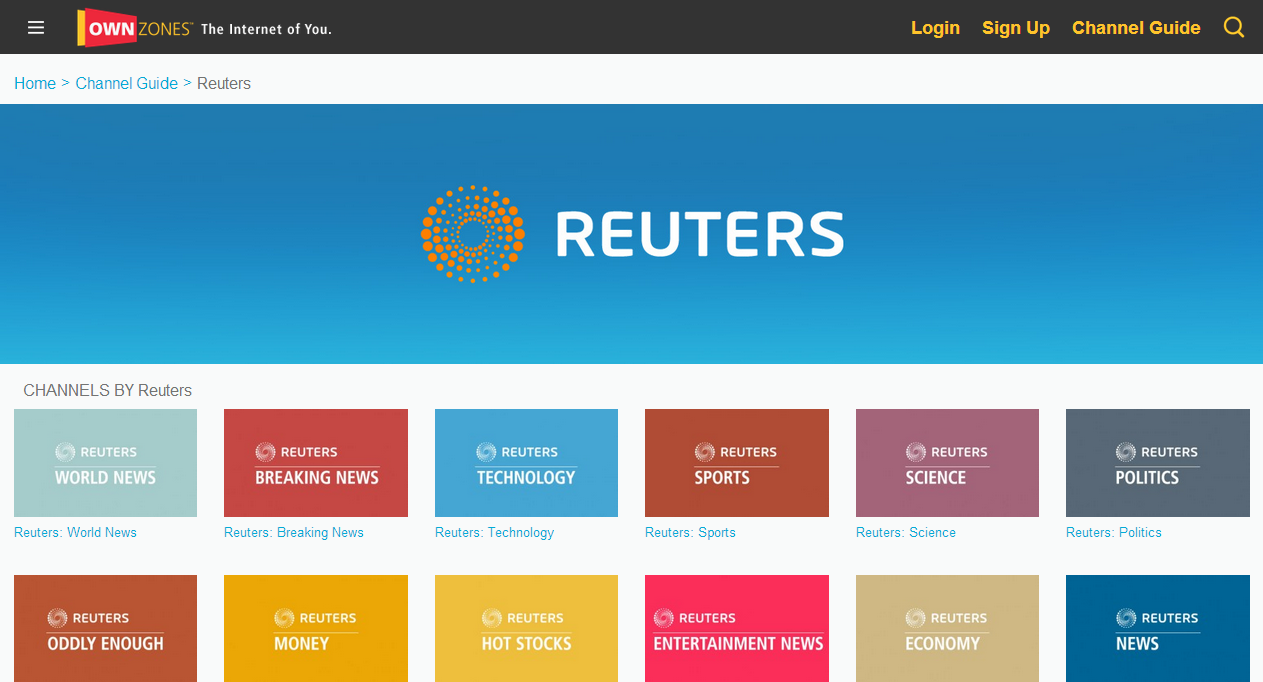 OWN ZONES™ The Internet of You.
Login Sign Up Channel Guide
Home > Channel Guide > Reuters
REUTERS
CHANNELS BY Reuters
REUTERS
WORLD NEWS
Reuters: World News
REUTERS
BREAKING NEWS
Reuters: Breaking News
REUTERS
TECHNOLOGY
Reuters: Technology
REUTERS
SPORTS
Reuters: Sports
REUTERS
SCIENCE
Reuters: Science
REUTERS
POLITICS
Reuters: Politics
REUTERS
ODDLY ENOUGH
REUTERS
MONEY
REUTERS
HOT STOCKS
REUTERS
ENTERTAINMENT NEWS
REUTERS
ECONOMY
REUTERS
NEWS